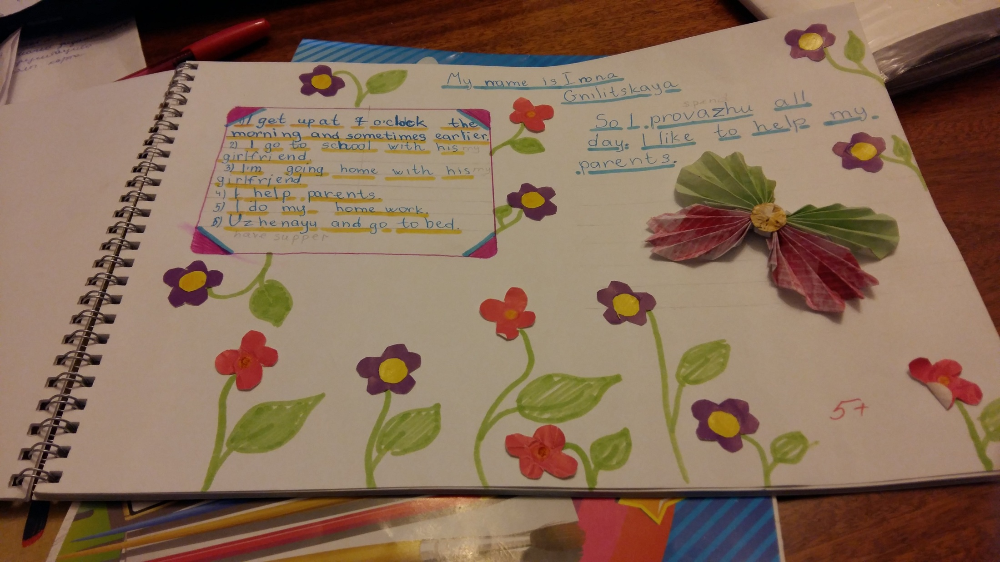 My name is Irona
Gnilitskaya
1) I get up at 7 o'clock the
morning and sometimes earlier.
2) I go to school with his my
girlfriend.
3) I'm going home with his my
girlfriend
4) I help parents.
5) I do my home work.
6) Uzhenayu and go to bed.
have supper
spend
So I provazhu all
day. I like to help my
parents.
5+